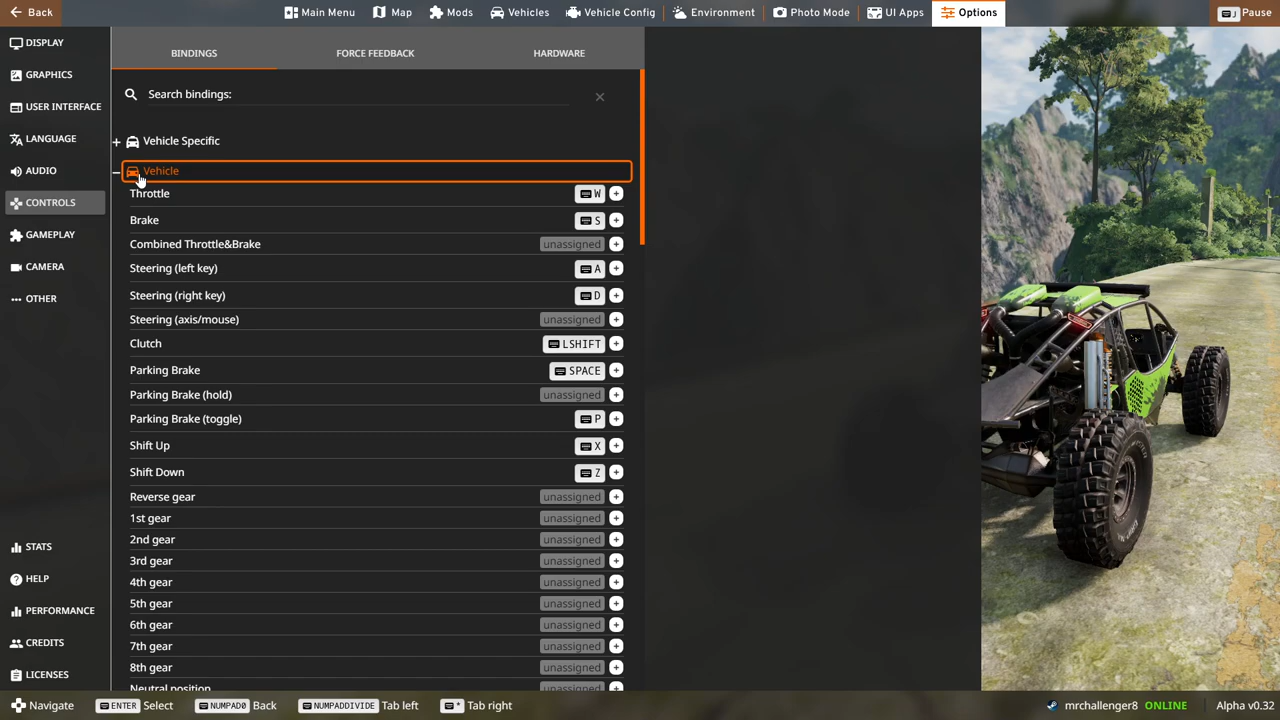 Back
Main Menu
Map
Mods
Vehicles
Vehicle Config
Environment
Photo Mode
UI Apps
Options
J Pause
DISPLAY
GRAPHICS
USER INTERFACE
LANGUAGE
AUDIO
CONTROLS
GAMEPLAY
CAMERA
OTHER
STATS
HELP
PERFORMANCE
CREDITS
LICENSES
BINDINGS
FORCE FEEDBACK
HARDWARE
Search bindings:
Vehicle Specific
Vehicle
Throttle W
Brake S
Combined Throttle&Brake unassigned
Steering (left key) A
Steering (right key) D
Steering (axis/mouse) unassigned
Clutch LSHIFT
Parking Brake SPACE
Parking Brake (hold) unassigned
Parking Brake (toggle) P
Shift Up X
Shift Down Z
Reverse gear unassigned
1st gear unassigned
2nd gear unassigned
3rd gear unassigned
4th gear unassigned
5th gear unassigned
6th gear unassigned
7th gear unassigned
8th gear unassigned
Neutral position unassigned
Navigate
ENTER Select
NUMPAD0 Back
NUMPADDIVIDE Tab left
* Tab right
mrchallenger8 ONLINE
Alpha v0.32